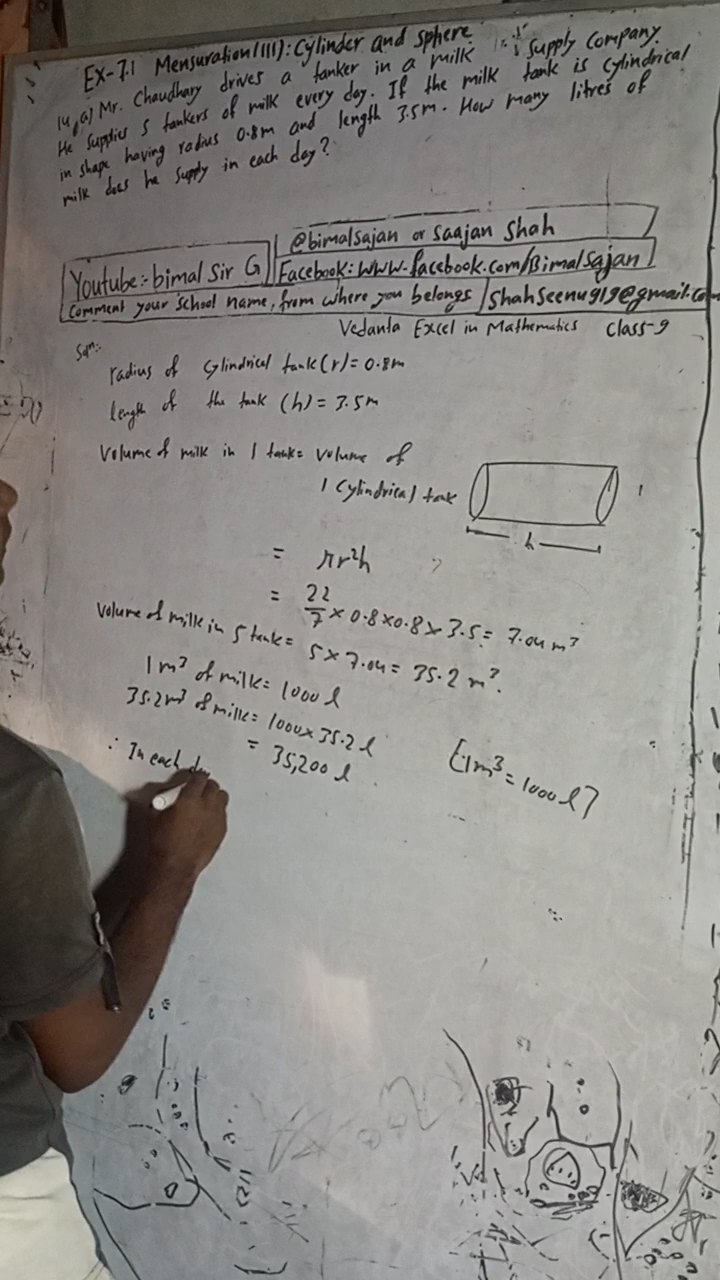 Ex-7.1 Mensuration(III): Cylinder and sphere
14.a) Mr. Chaudhary drives a tanker in a milk supply company.
He supplies 5 tankers of milk every day. If the milk tank is cylindrical
in shape having radius 0.8m and length 3.5m. How many litres of
milk does he supply in each day?
@bimalsajan or Saajan Shah
Youtube:- bimal Sir G
Facebook: WWW.facebook.com/Bimalsajan
Comment your School name, from where you belongs
Shahseenu919@gmail.com
Vedanta Excel in Mathematics Class-9
Soln:-
radius of cylindrical tank(r) = 0.8m
length of the tank (h) = 3.5m
Volume of milk in 1 tank = Volume of
1 cylindrical tank
h
= πr²h
= 22/7 × 0.8×0.8×3.5 = 7.04 m³
Volume of milk in 5 tank = 5 × 7.04 = 35.2 m³.
1m³ of milk = 1000 l
35.2m³ of milk = 1000×35.2 l
= 35,200 l
[1m³ = 1000 l]
∴ In each day